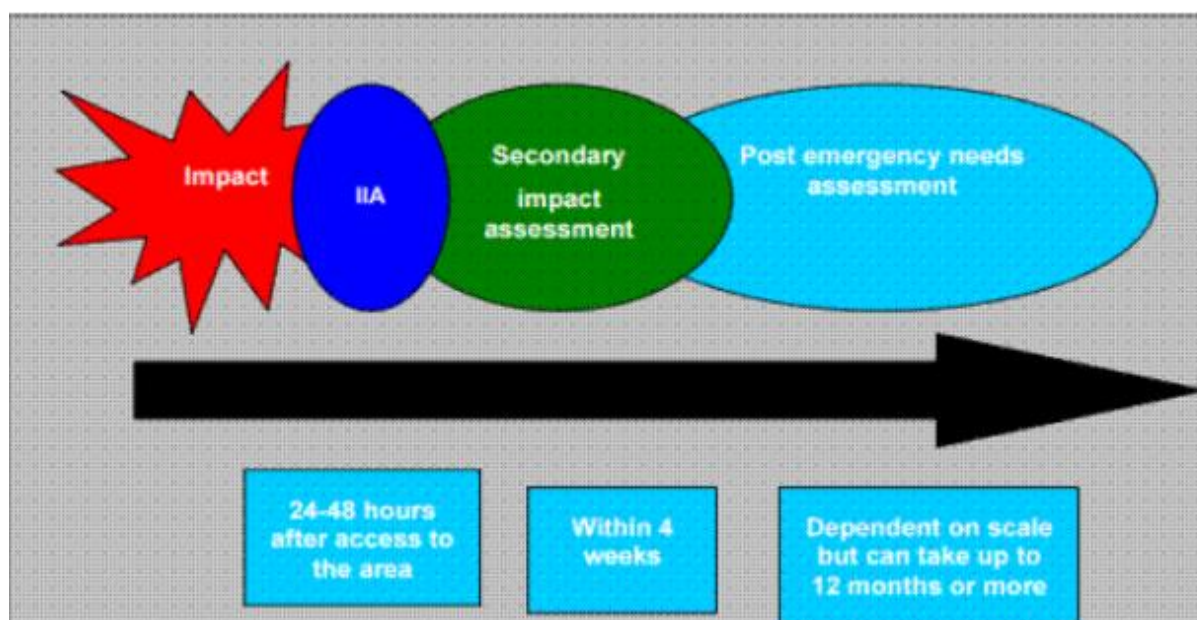 Impact
IIA
Secondary
impact
assessment
Post emergency needs
assessment
24-48 hours
after access to
the area
Within 4
weeks
Dependent on scale
but can take up to
12 months or more